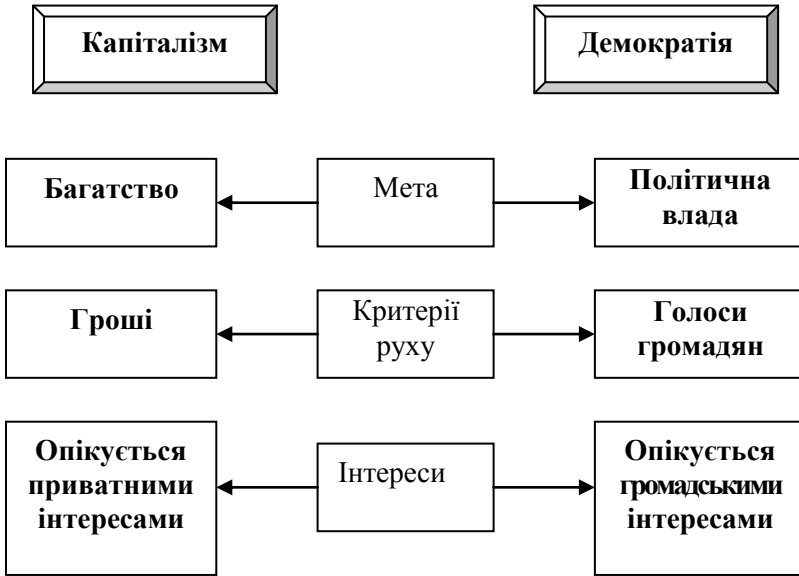 Капіталізм
Демократія
Багатство
Мета
Політична
влада
Гроші
Критерії
руху
Голоси
громадян
Опікується
приватними
інтересами
Інтереси
Опікується
громадськими
інтересами